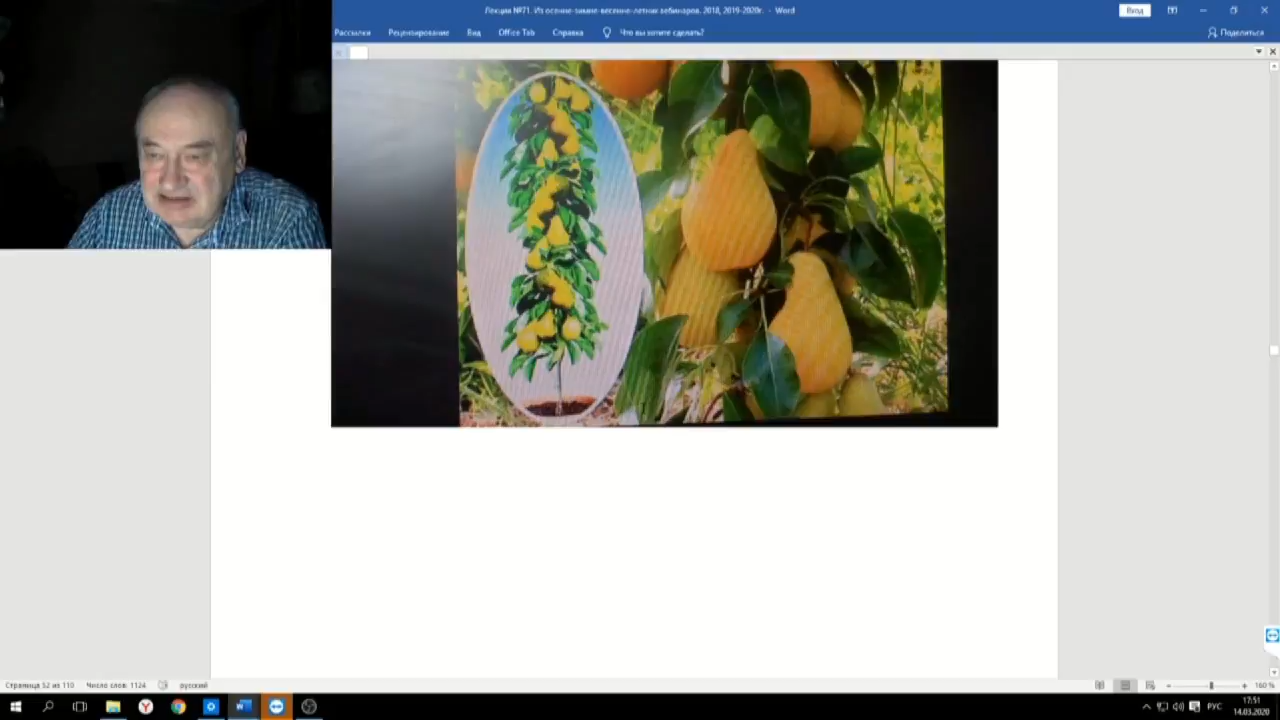 Лекция №71. Из осенне-зимне-весенне-летних вебинаров. 2018, 2019-2020г. - Word
Вход
Рассылки Рецензирование Вид Office Tab Справка Что вы хотите сделать? Поделиться
Страница 52 из 110 Число слов: 1124 русский 160 %
РУС
17:51
14.03.2020